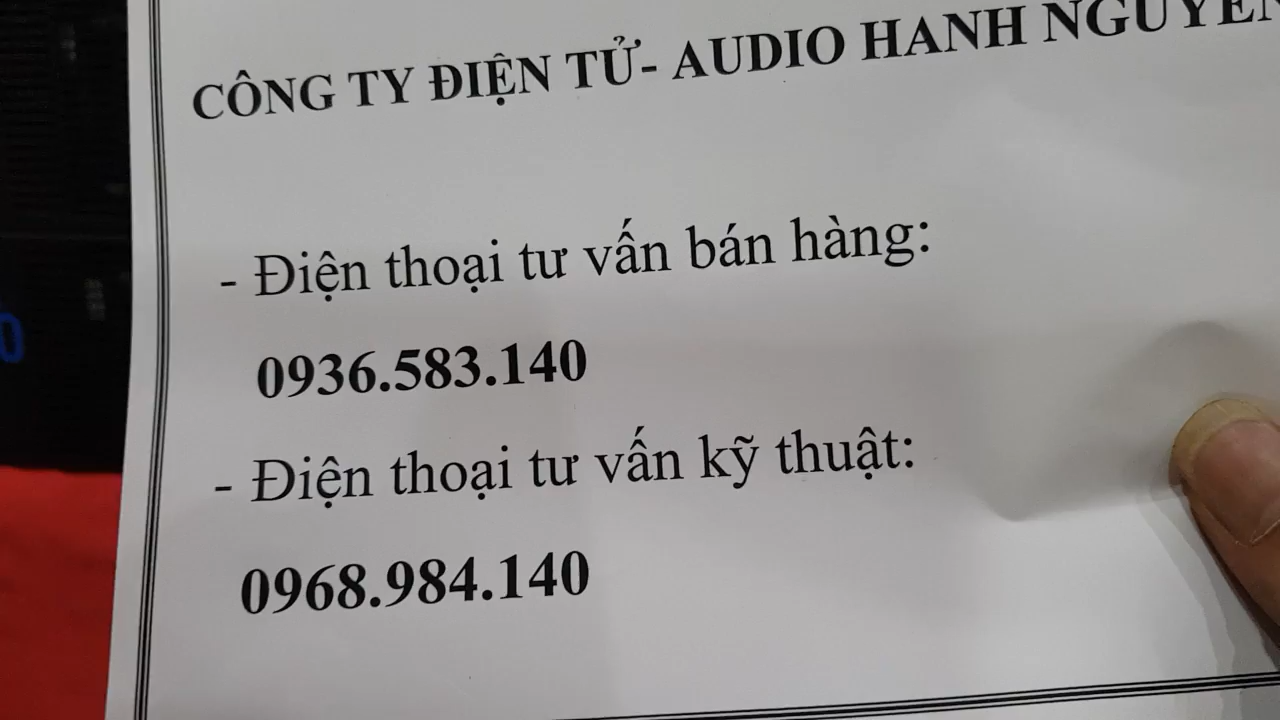 CÔNG TY ĐIỆN TỬ- AUDIO HANH
- Điện thoại tư vấn bán hàng:
0936.583.140
- Điện thoại tư vấn kỹ thuật:
0968.984.140